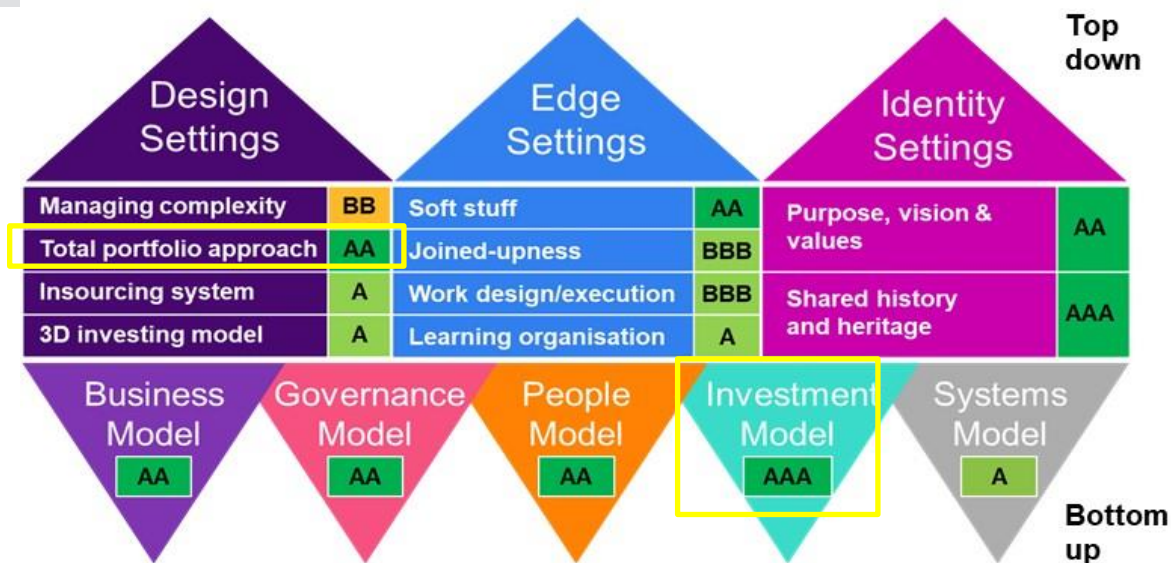 Top
down
Design
Settings
Edge
Settings
Identity
Settings
Managing complexity BB
Total portfolio approach AA
Insourcing system A
3D investing model A
Soft stuff AA
Joined-upness BBB
Work design/execution BBB
Learning organisation A
Purpose, vision &
values
AA
Shared history
and heritage
AAA
Business
Model
AA
Governance
Model
AA
People
Model
AA
Investment
Model
AAA
Systems
Model
A
Bottom
up